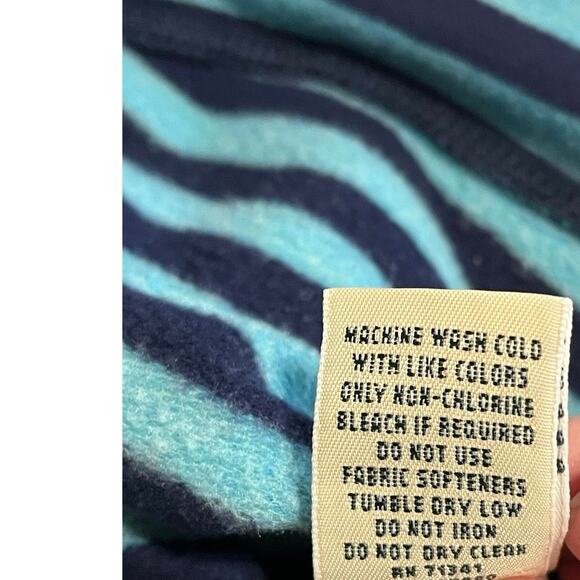 MACHINE WASH COLD
WITH LIKE COLORS
ONLY NON-CHLORINE
BLEACH IF REQUIRED
DO NOT USE
FABRIC SOFTENERS
TUMBLE DRY LOW
DO NOT IRON
DO NOT DRY CLEAN
RN 71341